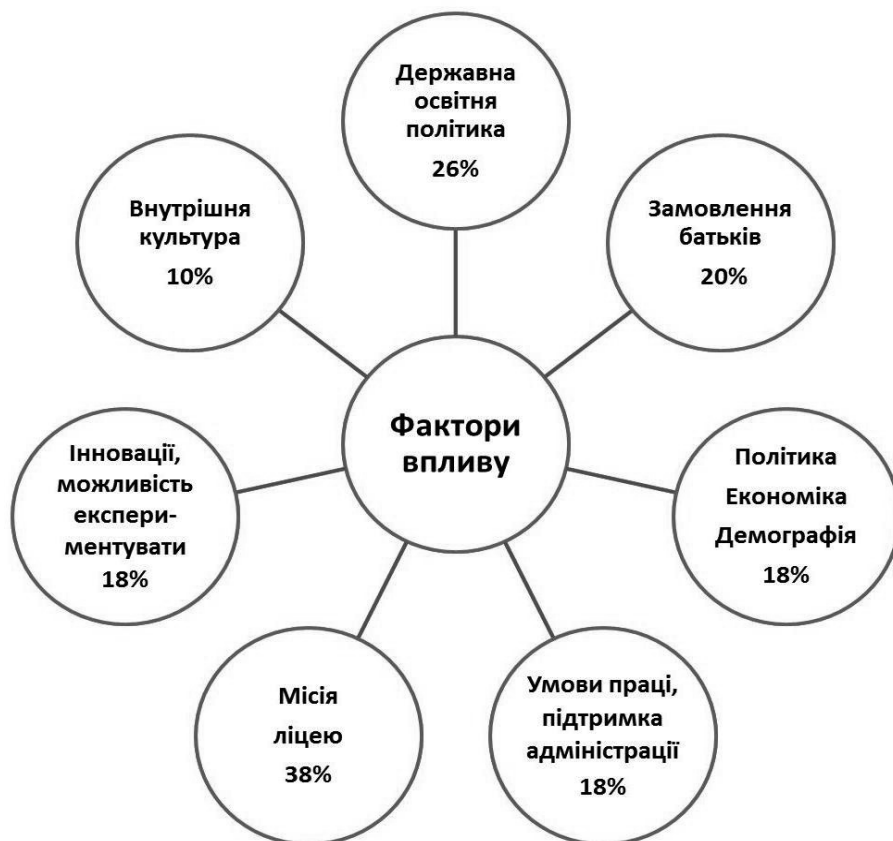 Державна
освітня
політика
26%
Внутрішня
культура
10%
Замовлення
батьків
20%
Фактори
впливу
Інновації,
можливість
експери-
ментувати
18%
Політика
Економіка
Демографія
18%
Місія
ліцею
38%
Умови праці,
підтримка
адміністрації
18%